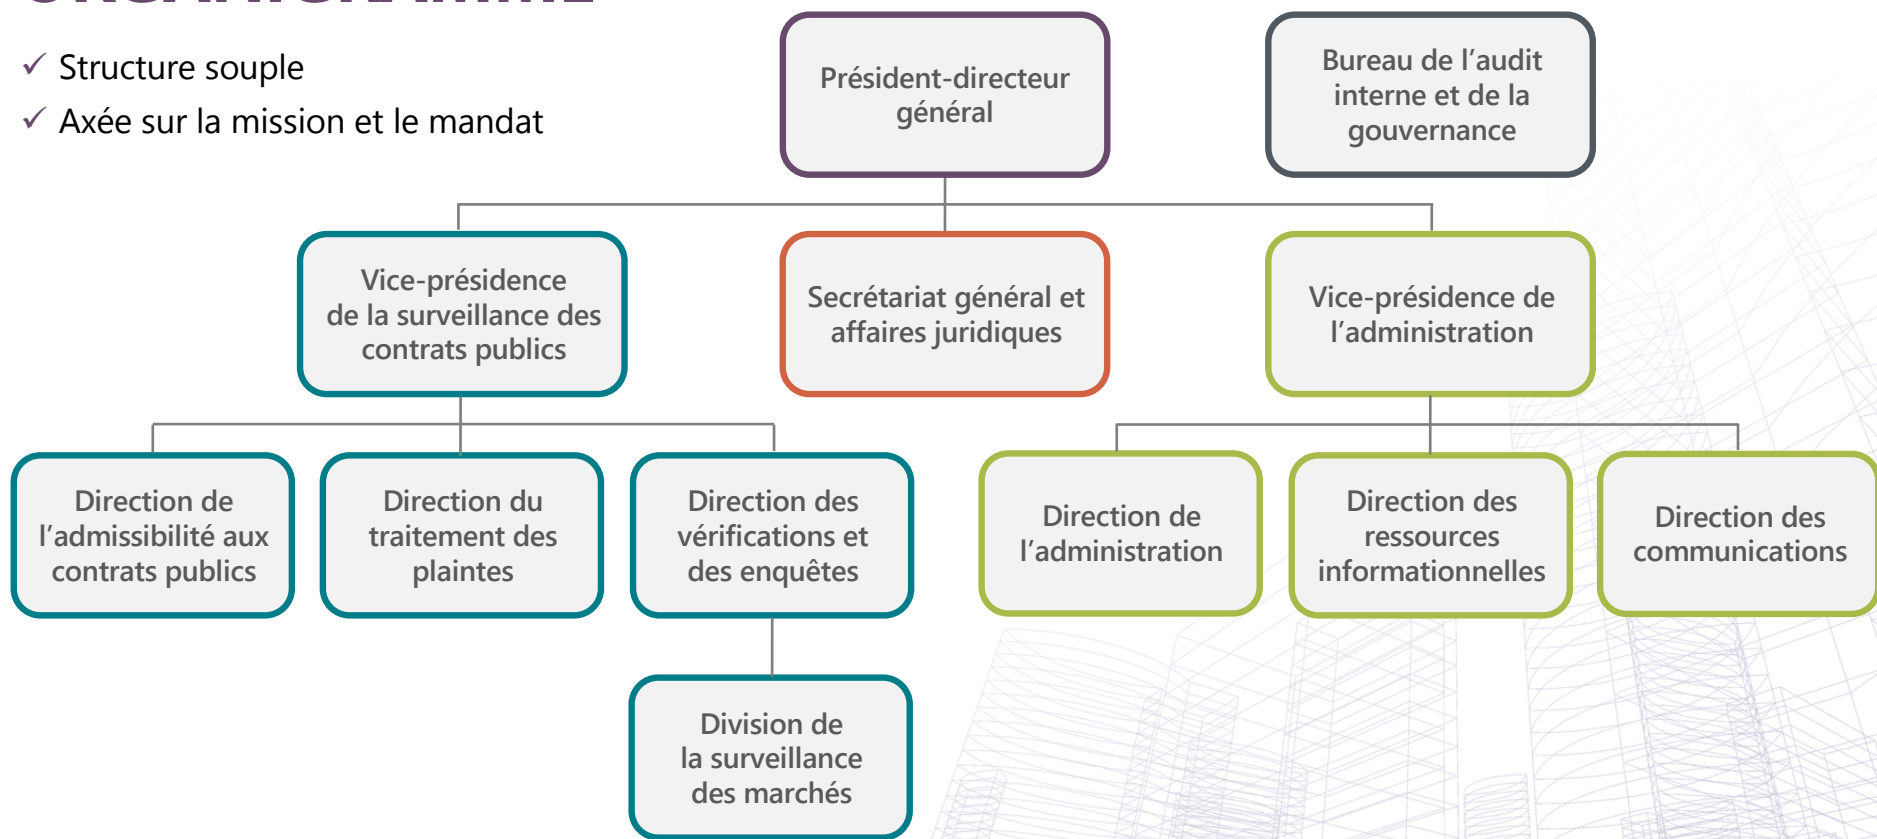 ORGANIGRAMME
✓ Structure souple
✓ Axée sur la mission et le mandat
Président-directeur
général
Bureau de l'audit
interne et de la
gouvernance
Vice-présidence
de la surveillance des
contrats publics
Secrétariat général et
affaires juridiques
Vice-présidence de
l'administration
Direction de
l'admissibilité aux
contrats publics
Direction du
traitement des
plaintes
Direction des
vérifications et
des enquêtes
Direction de
l'administration
Direction des
ressources
informationnelles
Direction des
communications
Division de
la surveillance
des marchés